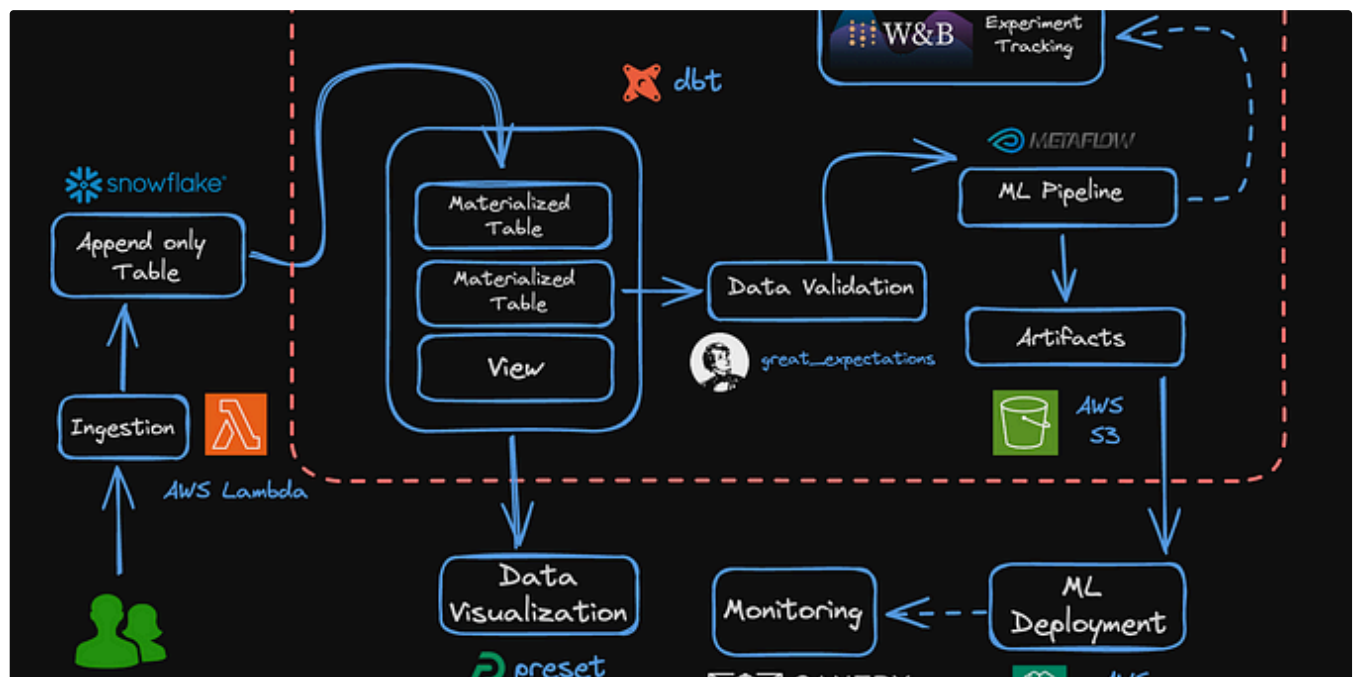 W&B
Experiment
Tracking
dbt
METAFLOW
snowflake
Append only
Table
Materialized
Table
Materialized
Table
View
ML Pipeline
Data Validation
great_expectations
Artifacts
AWS
S3
Ingestion
AWS Lambda
Data
Visualization
preset
Monitoring
ML
Deployment